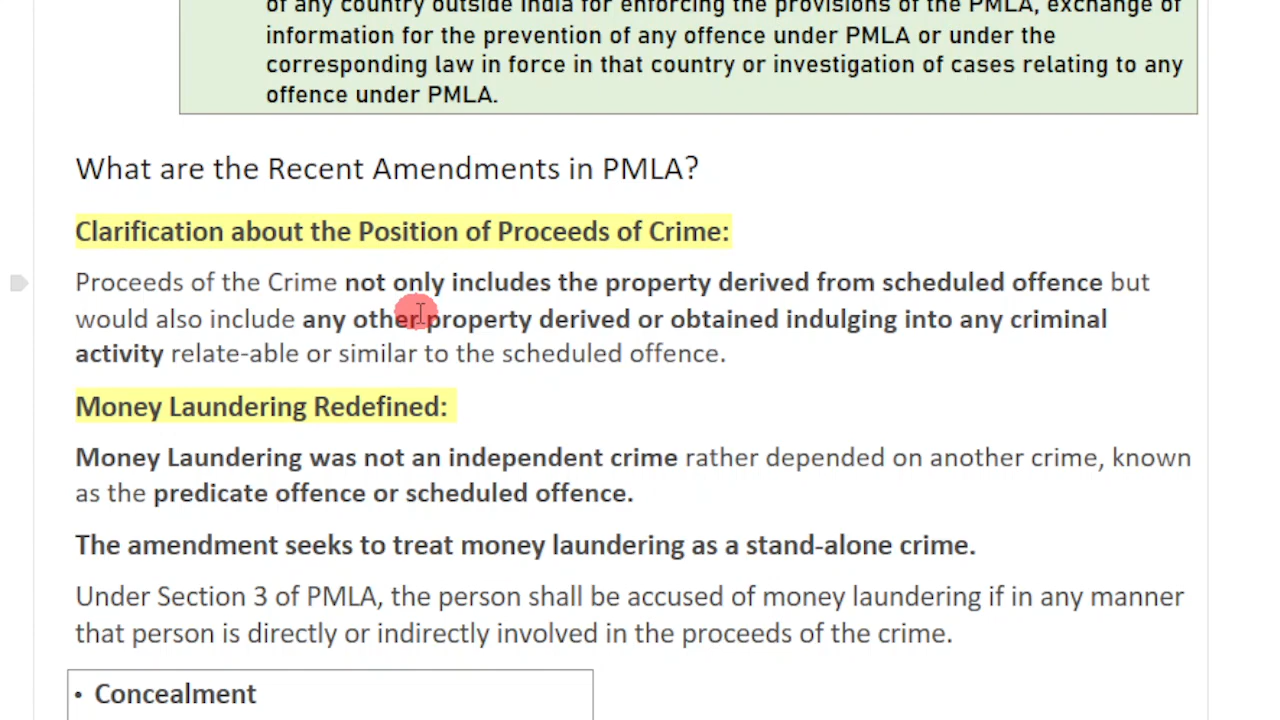 of any country outside India for enforcing the provisions of the PMLA, exchange of
information for the prevention of any offence under PMLA or under the
corresponding law in force in that country or investigation of cases relating to any
offence under PMLA.
What are the Recent Amendments in PMLA?
Clarification about the Position of Proceeds of Crime:
Proceeds of the Crime not only includes the property derived from scheduled offence but
would also include any other property derived or obtained indulging into any criminal
activity relate-able or similar to the scheduled offence.
Money Laundering Redefined:
Money Laundering was not an independent crime rather depended on another crime, known
as the predicate offence or scheduled offence.
The amendment seeks to treat money laundering as a stand-alone crime.
Under Section 3 of PMLA, the person shall be accused of money laundering if in any manner
that person is directly or indirectly involved in the proceeds of the crime.
• Concealment